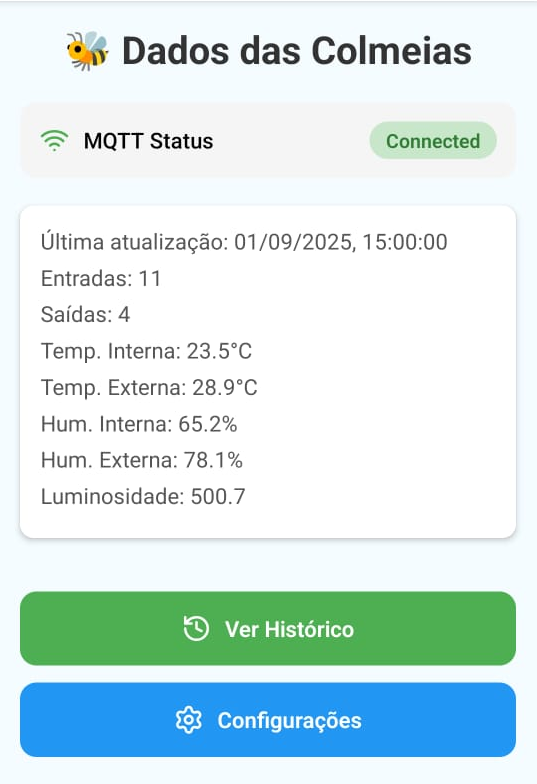 Dados das Colmeias
MQTT Status
Connected
Última atualização: 01/09/2025, 15:00:00
Entradas: 11
Saídas: 4
Temp. Interna: 23.5°C
Temp. Externa: 28.9°C
Hum. Interna: 65.2%
Hum. Externa: 78.1%
Luminosidade: 500.7
Ver Histórico
Configurações